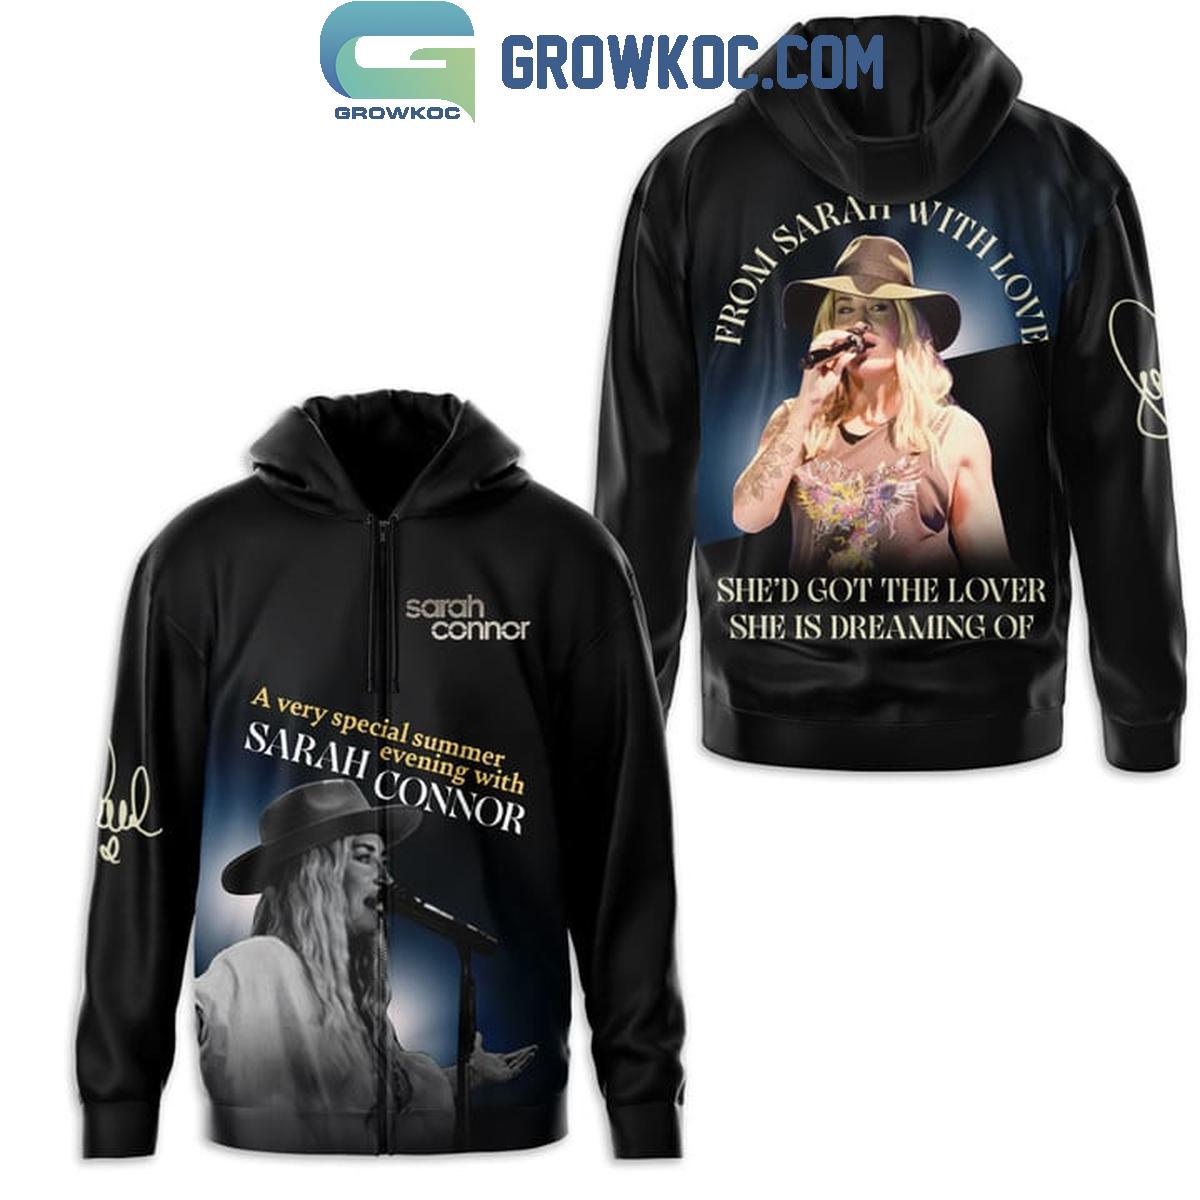 GROWKOC
GROWKOC.COM
FROM SARAH WITH LOVE
SHE'D GOT THE LOVER
SHE IS DREAMING OF
sarah
connor
A very special summer
evening with
SARAH CONNOR